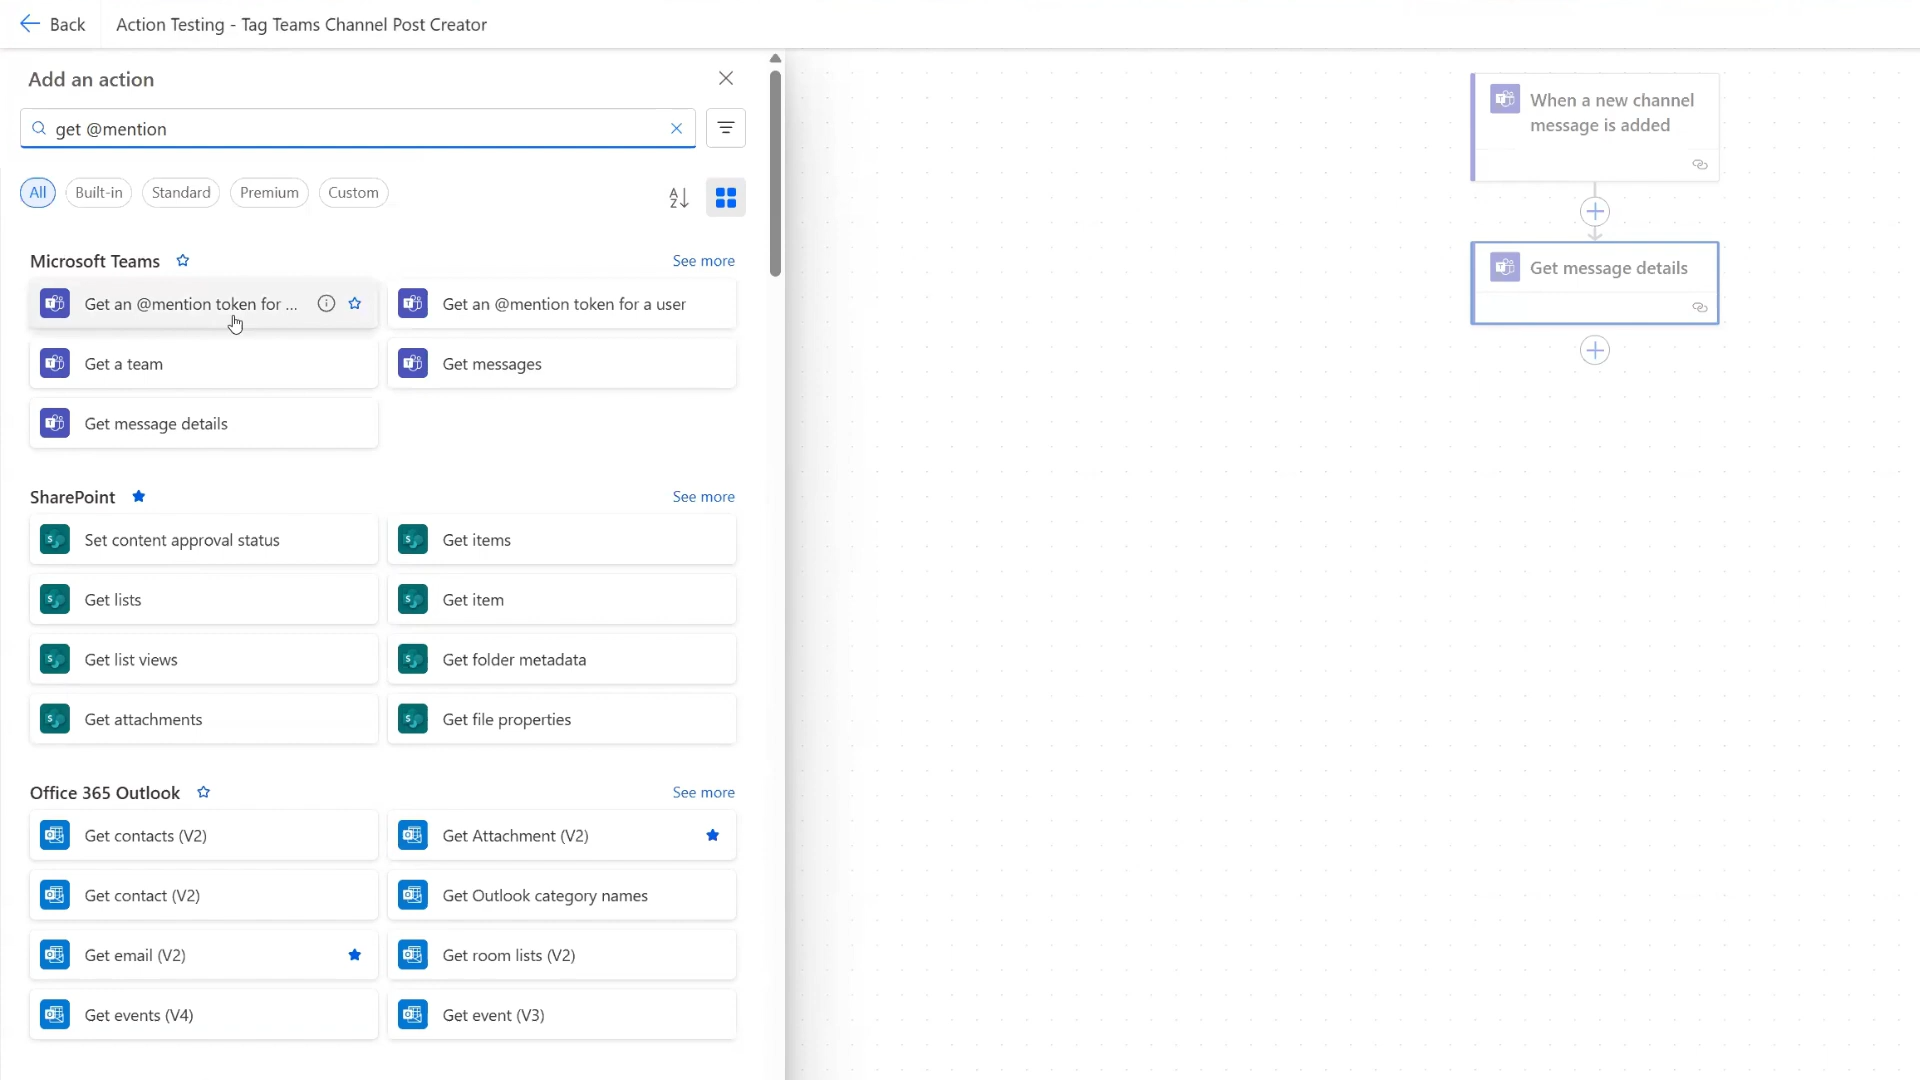 Back
Action Testing - Tag Teams Channel Post Creator
Add an action
get @mention
All
Built-in
Standard
Premium
Custom
Microsoft Teams
See more
Get an @mention token for ...
Get an @mention token for a user
Get a team
Get messages
Get message details
SharePoint
See more
Set content approval status
Get items
Get lists
Get item
Get list views
Get folder metadata
Get attachments
Get file properties
Office 365 Outlook
See more
Get contacts (V2)
Get Attachment (V2)
Get contact (V2)
Get Outlook category names
Get email (V2)
Get room lists (V2)
Get events (V4)
Get event (V3)
When a new channel
message is added
Get message details